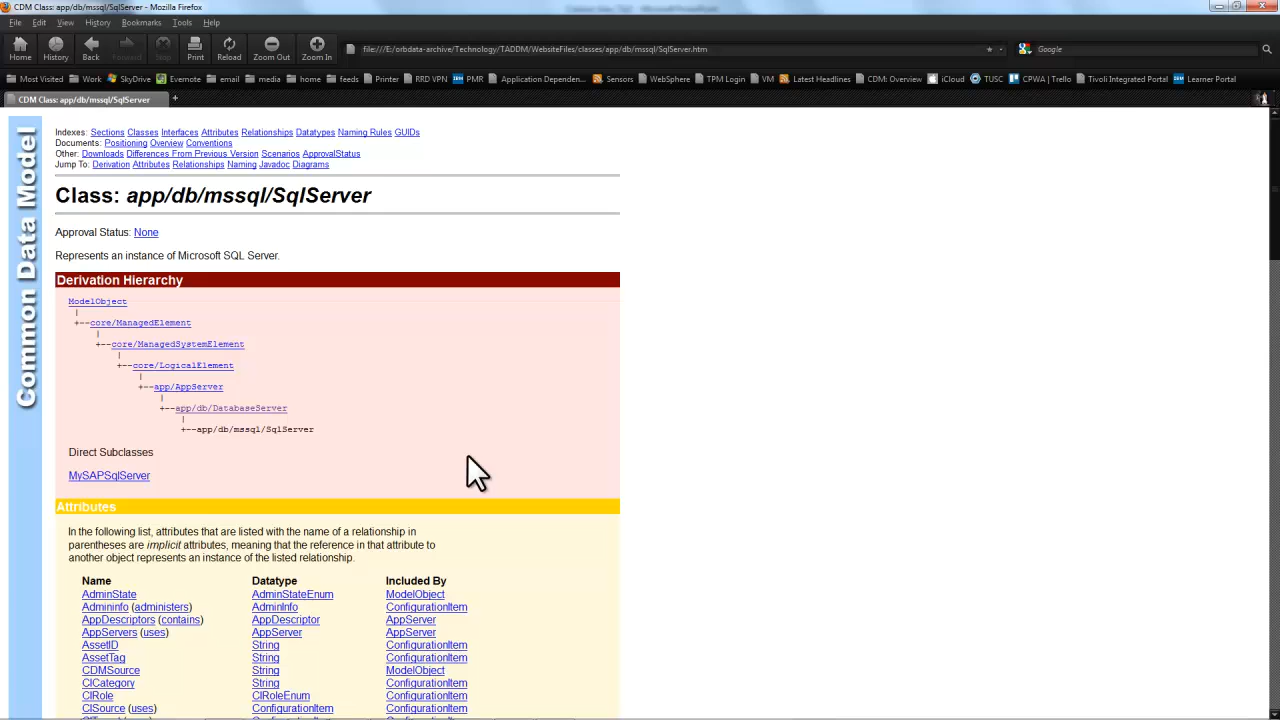 CDM Class: app/db/mssql/SqlServer - Mozilla Firefox
File Edit View History Bookmarks Tools Help
Home History Back Forward Stop Print Reload Zoom Out Zoom In
file:///E:/orbdata-archive/Technology/TADDM/WebsiteFiles/classes/app/db/mssql/SqlServer.htm
Google
Most Visited Work SkyDrive Evernote email media home feeds Printer RRD VPN PMR Application Dependen... Sensors WebSphere TPM Login VM Latest Headlines CDM: Overview iCloud TUSC CPWA | Trello Tivoli Integrated Portal Learner Portal
CDM Class: app/db/mssql/SqlServer
Common Data Model
Indexes: Sections Classes Interfaces Attributes Relationships Datatypes Naming Rules GUIDs
Documents: Positioning Overview Conventions
Other: Downloads Differences From Previous Version Scenarios ApprovalStatus
Jump To: Derivation Attributes Relationships Naming Javadoc Diagrams
Class: app/db/mssql/SqlServer
Approval Status: None
Represents an instance of Microsoft SQL Server.
Derivation Hierarchy
ModelObject
|
+--core/ManagedElement
|
+--core/ManagedSystemElement
|
+--core/LogicalElement
|
+--app/AppServer
|
+--app/db/DatabaseServer
|
+--app/db/mssql/SqlServer
Direct Subclasses
MySAPSqlServer
Attributes
In the following list, attributes that are listed with the name of a relationship in
parentheses are implicit attributes, meaning that the reference in that attribute to
another object represents an instance of the listed relationship.
Name Datatype Included By
AdminState AdminStateEnum ModelObject
Admininfo (administers) AdminInfo ConfigurationItem
AppDescriptors (contains) AppDescriptor AppServer
AppServers (uses) AppServer AppServer
AssetID String ConfigurationItem
AssetTag String ConfigurationItem
CDMSource String ModelObject
CICategory String ConfigurationItem
CIRole CIRoleEnum ConfigurationItem
CISource (uses) ConfigurationItem ConfigurationItem